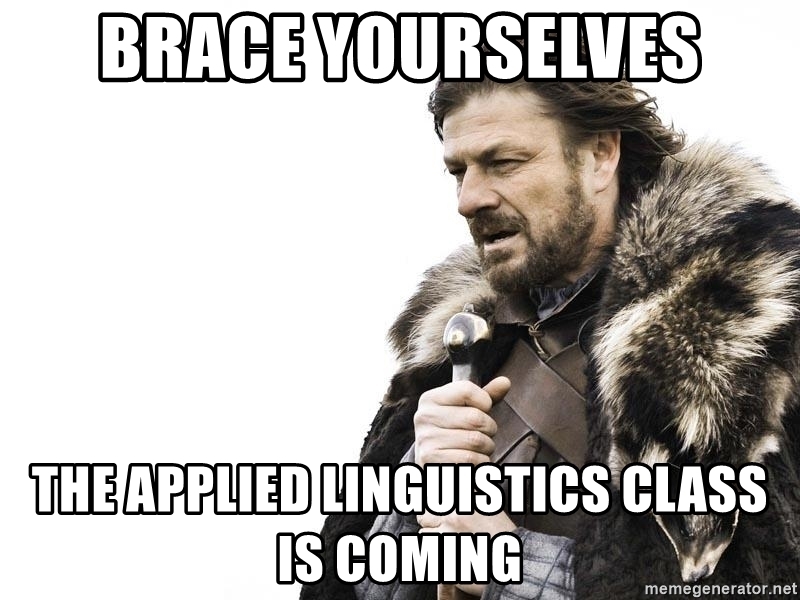 BRACE YOURSELVES
THE APPLIED LINGUISTICS CLASS
IS COMING
memegenerator.net